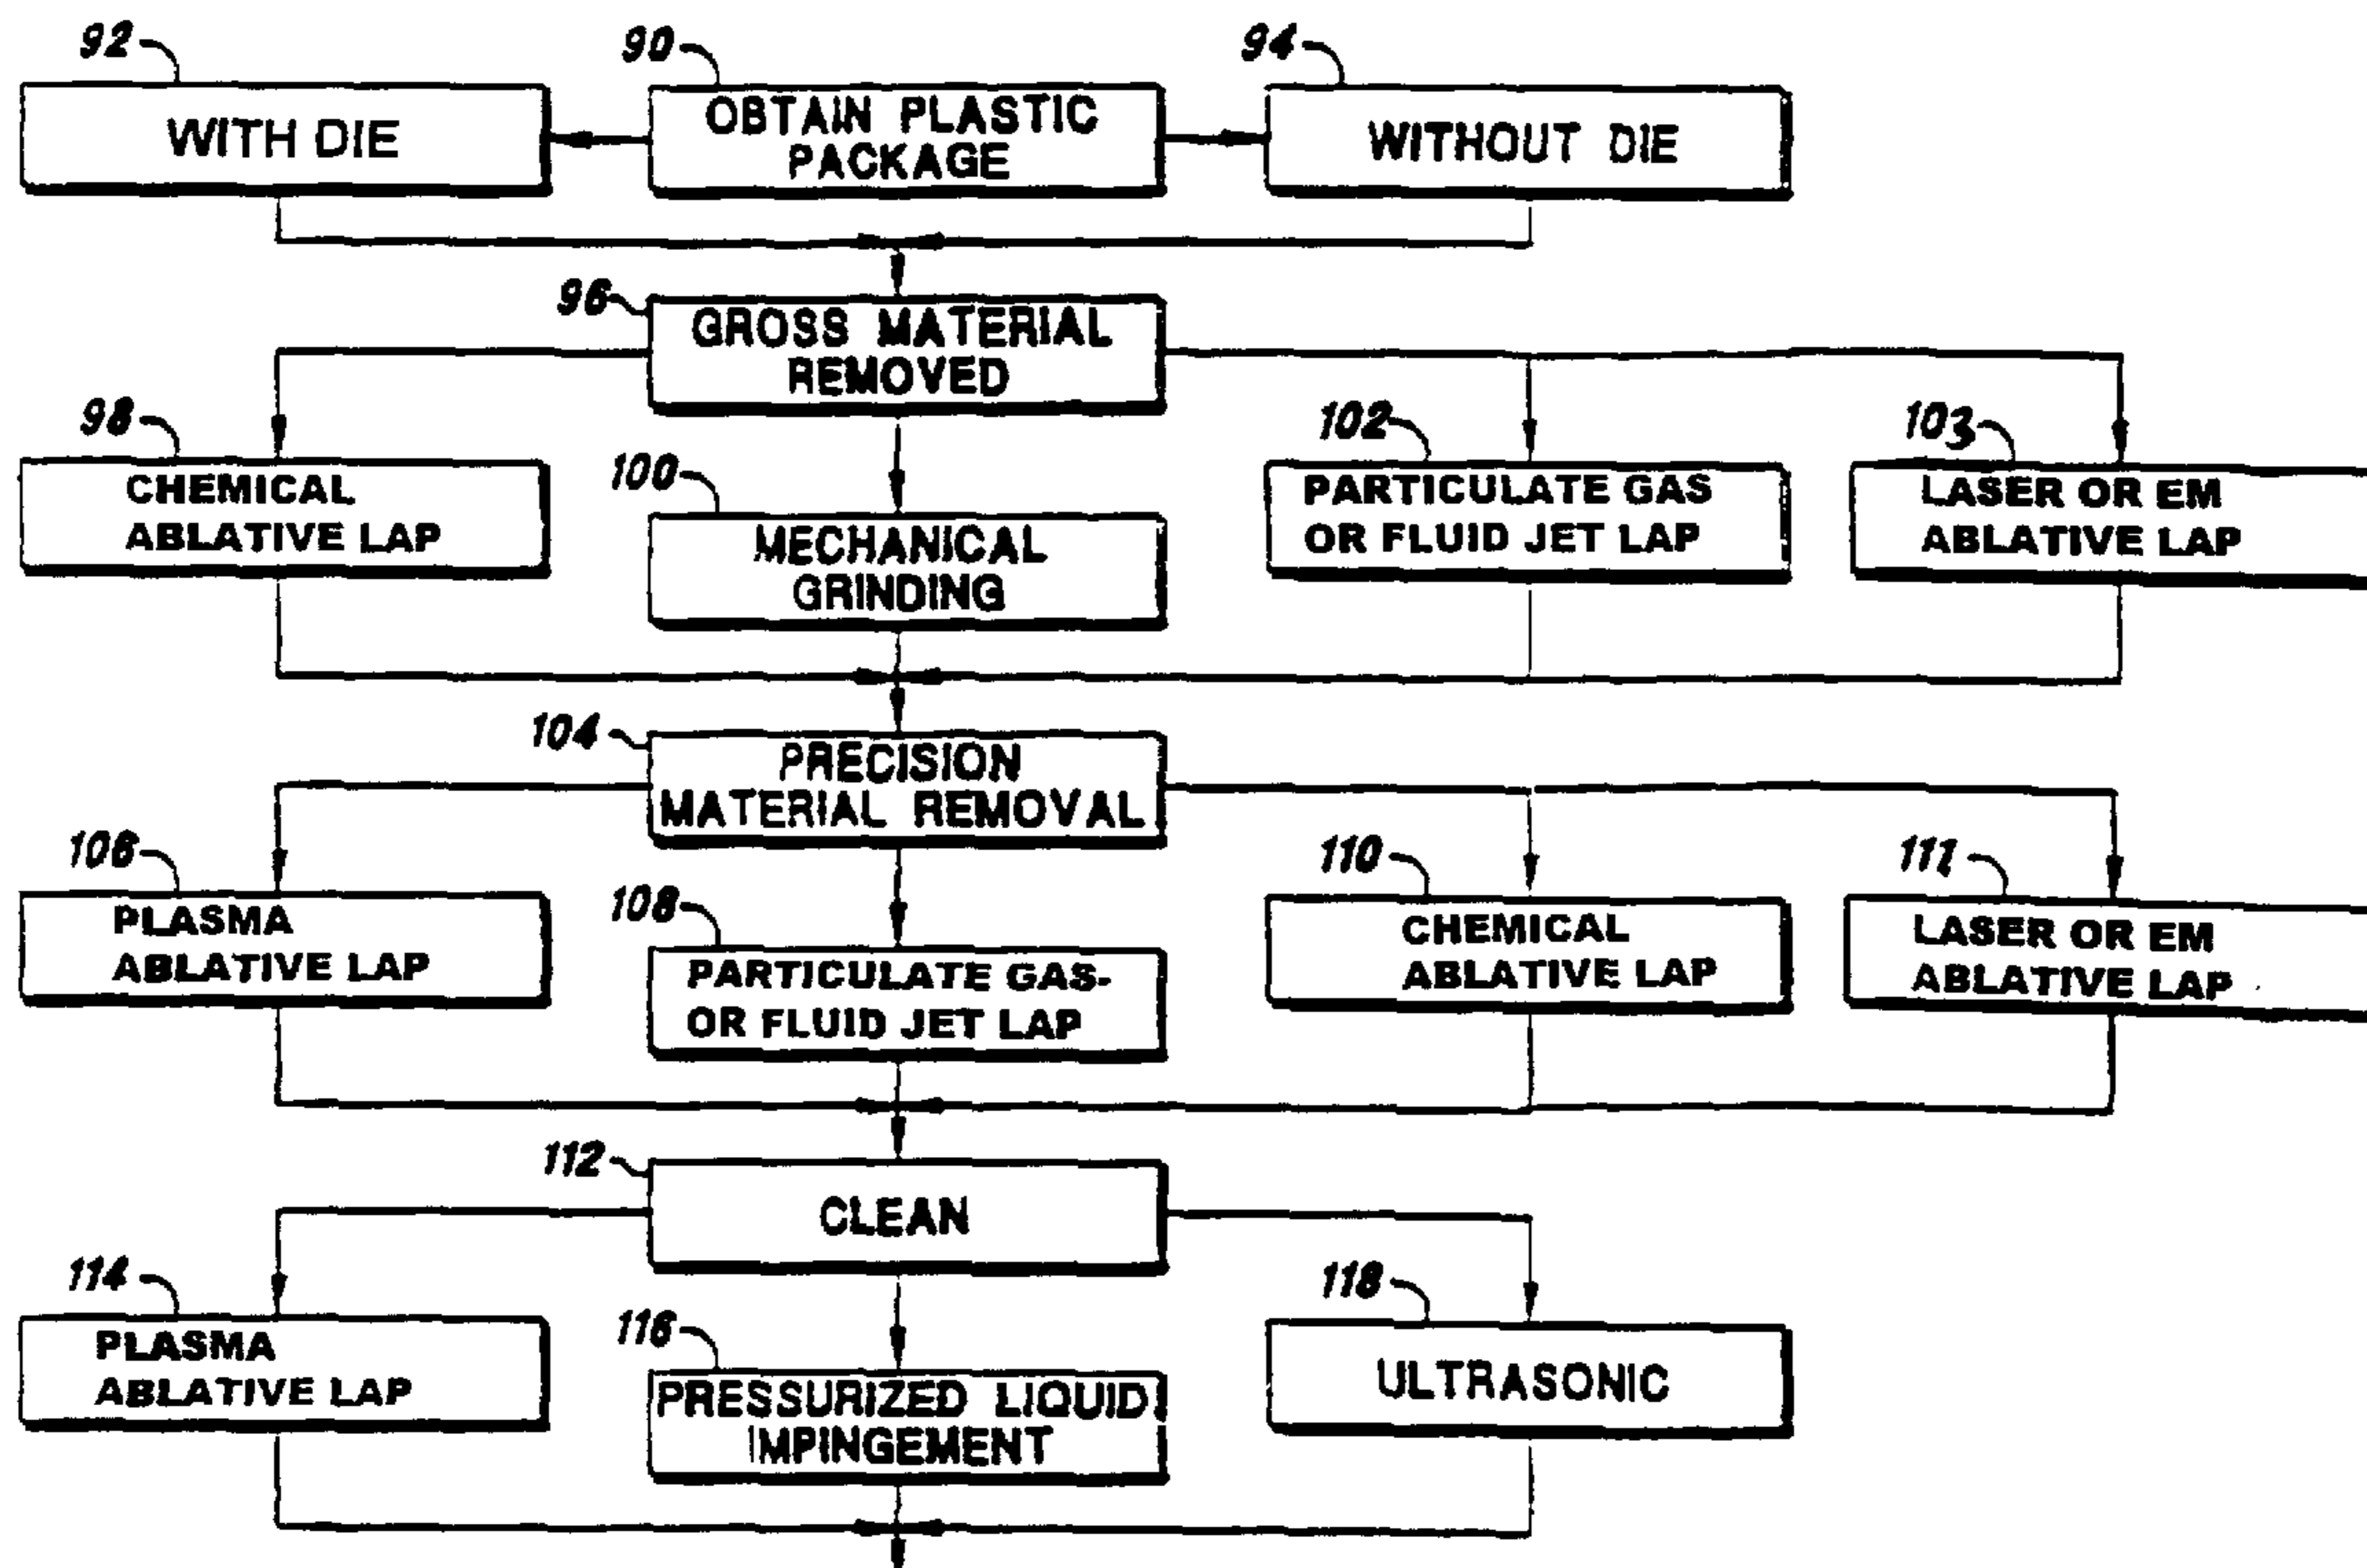 92
90
94
WITH DIE
OBTAIN PLASTIC
PACKAGE
WITHOUT DIE
96
GROSS MATERIAL
REMOVED
98
100
102
103
CHEMICAL
ABLATIVE LAP
MECHANICAL
GRINDING
PARTICULATE GAS
OR FLUID JET LAP
LASER OR EM
ABLATIVE LAP
104
PRECISION
MATERIAL REMOVAL
106
108
110
111
PLASMA
ABLATIVE LAP
PARTICULATE GAS-
OR FLUID JET LAP
CHEMICAL
ABLATIVE LAP
LASER OR EM
ABLATIVE LAP
112
CLEAN
114
116
118
PLASMA
ABLATIVE LAP
PRESSURIZED LIQUID
IMPINGEMENT
ULTRASONIC